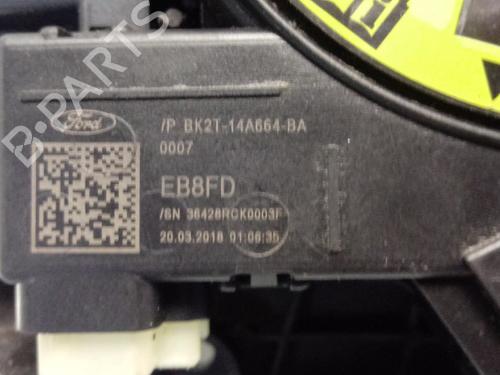 B-PARTS
Ford
/P BK2T-14A664-BA
0007
EB8FD
/SN 36428RCK0003F
20.03.2018 01:06:35